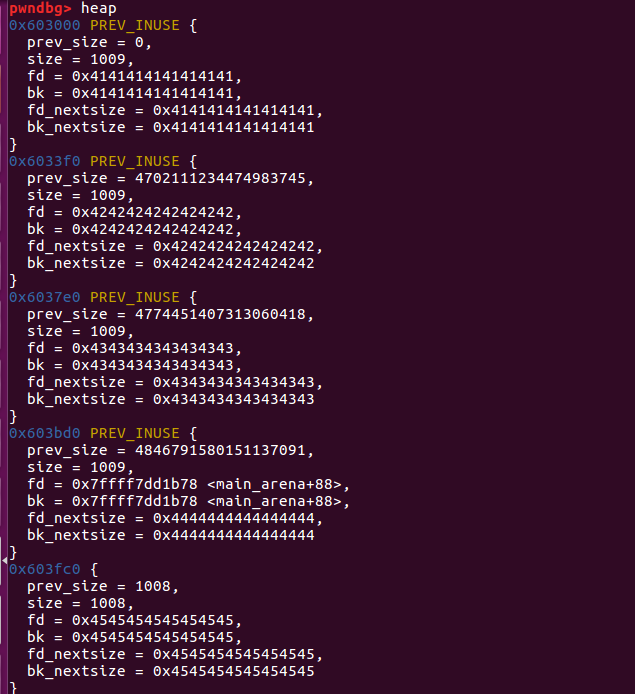 pwndbg> heap
0x603000 PREV_INUSE {
  prev_size = 0,
  size = 1009,
  fd = 0x4141414141414141,
  bk = 0x4141414141414141,
  fd_nextsize = 0x4141414141414141,
  bk_nextsize = 0x4141414141414141
}
0x6033f0 PREV_INUSE {
  prev_size = 4702111234474983745,
  size = 1009,
  fd = 0x4242424242424242,
  bk = 0x4242424242424242,
  fd_nextsize = 0x4242424242424242,
  bk_nextsize = 0x4242424242424242
}
0x6037e0 PREV_INUSE {
  prev_size = 4774451407313060418,
  size = 1009,
  fd = 0x4343434343434343,
  bk = 0x4343434343434343,
  fd_nextsize = 0x4343434343434343,
  bk_nextsize = 0x4343434343434343
}
0x603bd0 PREV_INUSE {
  prev_size = 4846791580151137091,
  size = 1009,
  fd = 0x7ffff7dd1b78 <main_arena+88>,
  bk = 0x7ffff7dd1b78 <main_arena+88>,
  fd_nextsize = 0x4444444444444444,
  bk_nextsize = 0x4444444444444444
}
0x603fc0 {
  prev_size = 1008,
  size = 1008,
  fd = 0x4545454545454545,
  bk = 0x4545454545454545,
  fd_nextsize = 0x4545454545454545,
  bk_nextsize = 0x4545454545454545
}